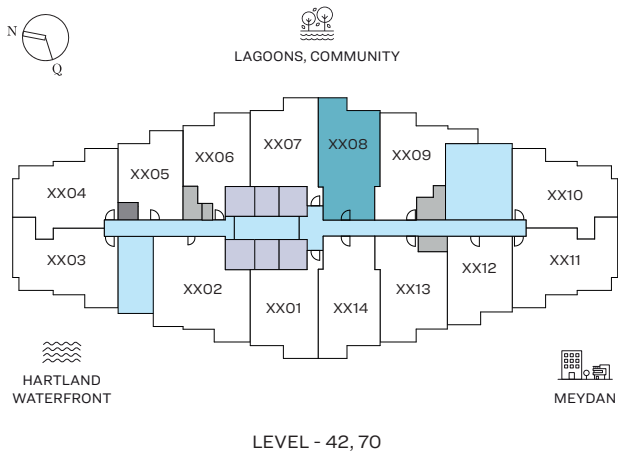 N
Q
LAGOONS, COMMUNITY
XX07
XX08
XX06
XX09
XX05
XX04
XX10
XX03
XX11
XX02
XX13
XX12
XX01
XX14
HARTLAND
WATERFRONT
MEYDAN
LEVEL - 42, 70